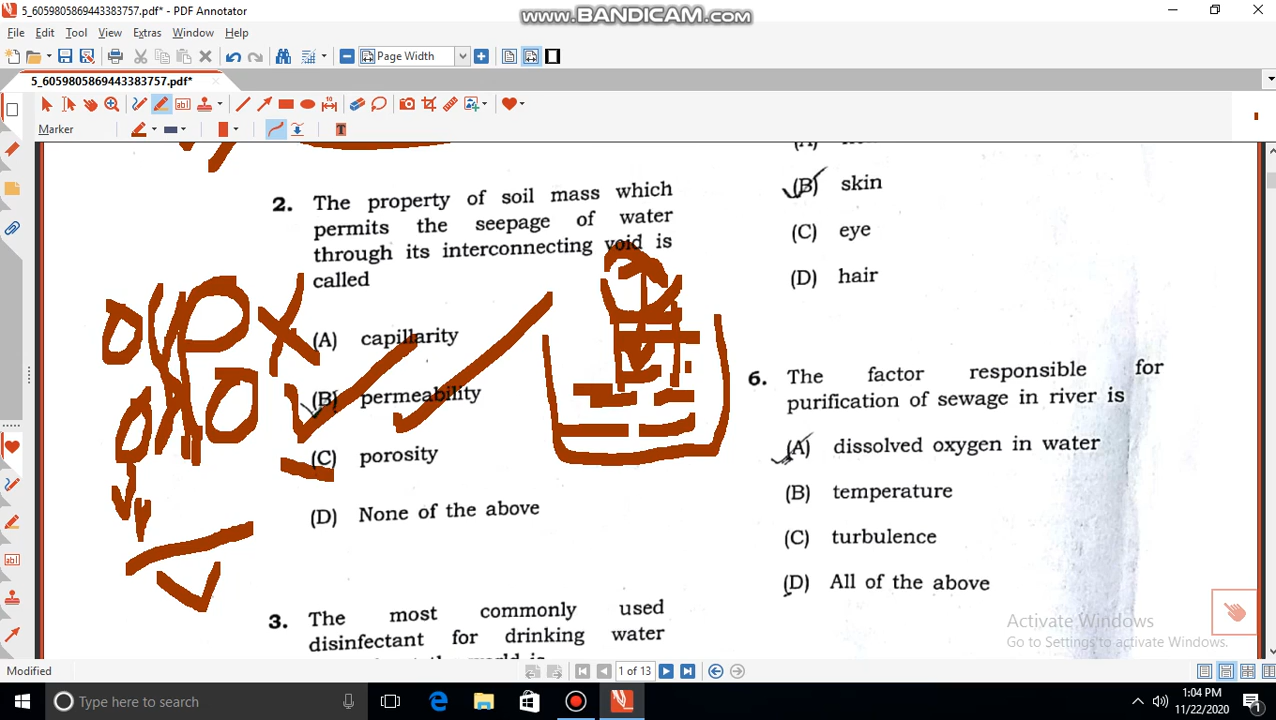 5_6059805869443383757.pdf* - PDF Annotator
www.BANDICAM.com
File Edit Tool View Extras Window Help
Page Width
5_6059805869443383757.pdf*
Marker
2. The property of soil mass which
permits the seepage of water
through its interconnecting void is
called
(A) capillarity
(B) permeability
(C) porosity
(D) None of the above
3. The most commonly used
disinfectant for drinking water
(B) skin
(C) eye
(D) hair
6. The factor responsible for
purification of sewage in river is
(A) dissolved oxygen in water
(B) temperature
(C) turbulence
(D) All of the above
Activate Windows
Go to Settings to activate Windows.
Modified
1 of 13
Type here to search
1:04 PM
11/22/2020